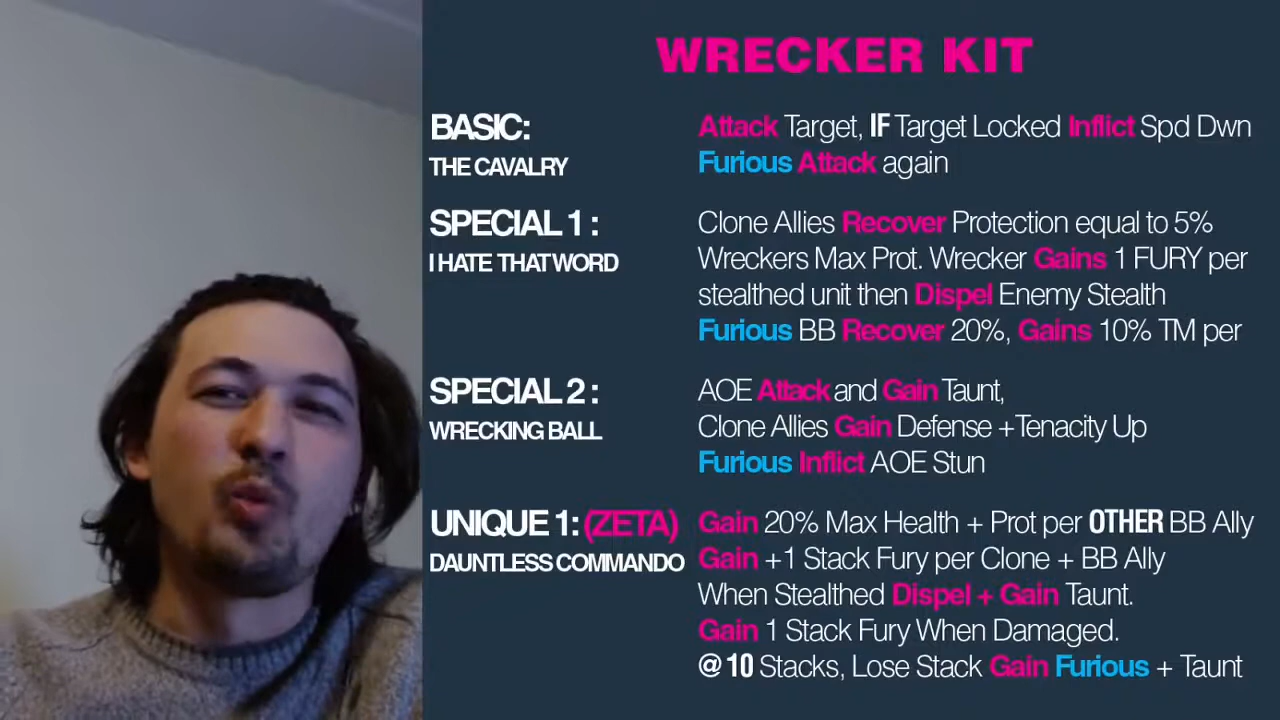 WRECKER KIT
BASIC:
THE CAVALRY
Attack Target, IF Target Locked Inflict Spd Dwn
Furious Attack again
SPECIAL 1 :
I HATE THAT WORD
Clone Allies Recover Protection equal to 5%
Wreckers Max Prot. Wrecker Gains 1 FURY per
stealthed unit then Dispel Enemy Stealth
Furious BB Recover 20%, Gains 10% TM per
SPECIAL 2 :
WRECKING BALL
AOE Attack and Gain Taunt,
Clone Allies Gain Defense +Tenacity Up
Furious Inflict AOE Stun
UNIQUE 1: (ZETA)
DAUNTLESS COMMANDO
Gain 20% Max Health + Prot per OTHER BB Ally
Gain +1 Stack Fury per Clone + BB Ally
When Stealthed Dispel + Gain Taunt.
Gain 1 Stack Fury When Damaged.
@ 10 Stacks, Lose Stack Gain Furious + Taunt